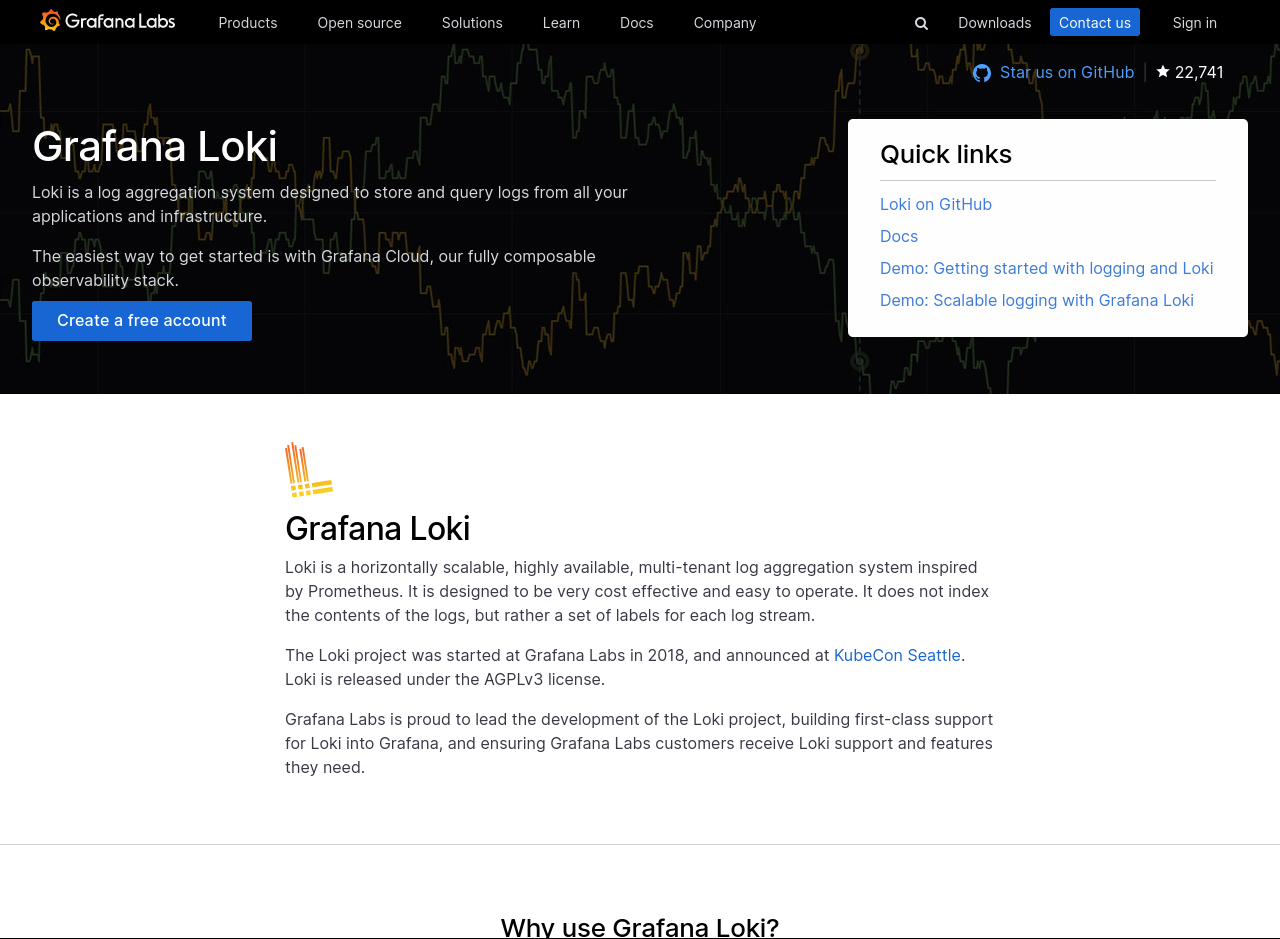 Grafana Labs Products Open source Solutions Learn Docs Company Downloads Contact us Sign in
Star us on GitHub 22,741
Grafana Loki
Loki is a log aggregation system designed to store and query logs from all your
applications and infrastructure.
The easiest way to get started is with Grafana Cloud, our fully composable
observability stack.
Create a free account
Quick links
Loki on GitHub
Docs
Demo: Getting started with logging and Loki
Demo: Scalable logging with Grafana Loki
Grafana Loki
Loki is a horizontally scalable, highly available, multi-tenant log aggregation system inspired
by Prometheus. It is designed to be very cost effective and easy to operate. It does not index
the contents of the logs, but rather a set of labels for each log stream.
The Loki project was started at Grafana Labs in 2018, and announced at KubeCon Seattle.
Loki is released under the AGPLv3 license.
Grafana Labs is proud to lead the development of the Loki project, building first-class support
for Loki into Grafana, and ensuring Grafana Labs customers receive Loki support and features
they need.
Why use Grafana Loki?